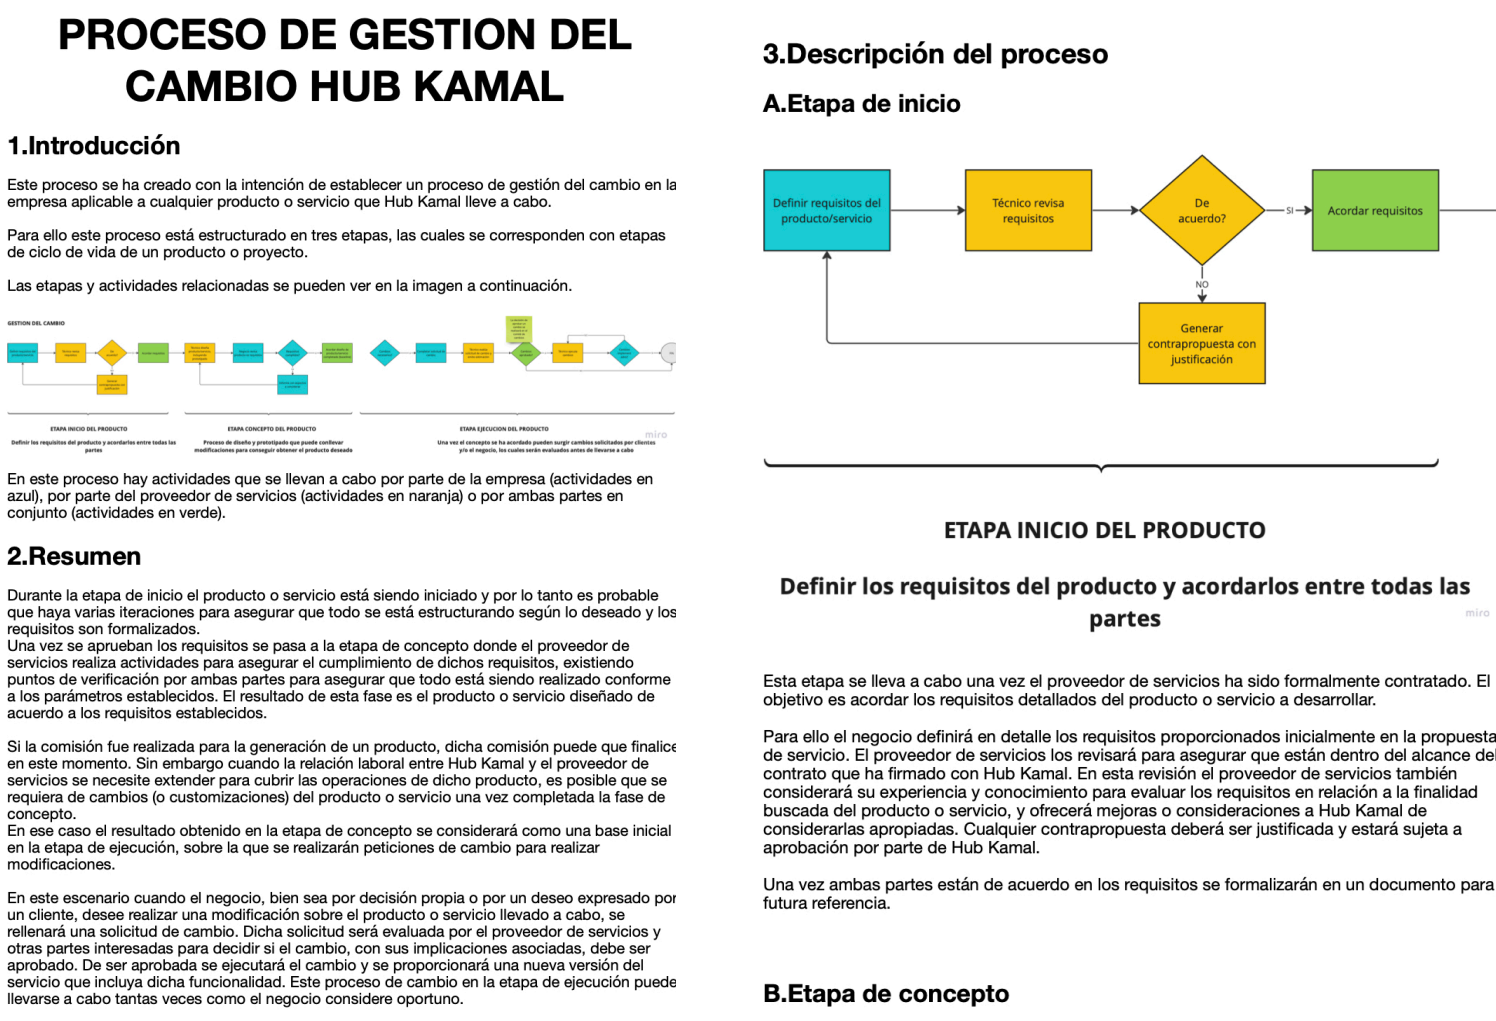 PROCESO DE GESTION DEL
CAMBIO HUB KAMAL
1.Introducción
Este proceso se ha creado con la intención de establecer un proceso de gestión del cambio en la
empresa aplicable a cualquier producto o servicio que Hub Kamal lleve a cabo.
Para ello este proceso está estructurado en tres etapas, las cuales se corresponden con etapas
de ciclo de vida de un producto o proyecto.
Las etapas y actividades relacionadas se pueden ver en la imagen a continuación.
GESTION DEL CAMBIO
ETAPA INICIO DEL PRODUCTO
Definir los requisitos del producto y acordarlos entre todas las
partes
ETAPA CONCEPTO DEL PRODUCTO
Proceso de diseño y prototipado que puede conllevar
modificaciones para conseguir obtener el producto deseado
ETAPA EJECUCION DEL PRODUCTO
Una vez el concepto se ha acordado pueden surgir cambios solicitados por clientes
y/o el negocio, los cuales serán evaluados antes de llevarse a cabo
miro
En este proceso hay actividades que se llevan a cabo por parte de la empresa (actividades en
azul), por parte del proveedor de servicios (actividades en naranja) o por ambas partes en
conjunto (actividades en verde).
2.Resumen
Durante la etapa de inicio el producto o servicio está siendo iniciado y por lo tanto es probable
que haya varias iteraciones para asegurar que todo se está estructurando según lo deseado y los
requisitos son formalizados.
Una vez se aprueban los requisitos se pasa a la etapa de concepto donde el proveedor de
servicios realiza actividades para asegurar el cumplimiento de dichos requisitos, existiendo
puntos de verificación por ambas partes para asegurar que todo está siendo realizado conforme
a los parámetros establecidos. El resultado de esta fase es el producto o servicio diseñado de
acuerdo a los requisitos establecidos.
Si la comisión fue realizada para la generación de un producto, dicha comisión puede que finalice
en este momento. Sin embargo cuando la relación laboral entre Hub Kamal y el proveedor de
servicios se necesite extender para cubrir las operaciones de dicho producto, es posible que se
requiera de cambios (o customizaciones) del producto o servicio una vez completada la fase de
concepto.
En ese caso el resultado obtenido en la etapa de concepto se considerará como una base inicial
en la etapa de ejecución, sobre la que se realizarán peticiones de cambio para realizar
modificaciones.
En este escenario cuando el negocio, bien sea por decisión propia o por un deseo expresado por
un cliente, desee realizar una modificación sobre el producto o servicio llevado a cabo, se
rellenará una solicitud de cambio. Dicha solicitud será evaluada por el proveedor de servicios y
otras partes interesadas para decidir si el cambio, con sus implicaciones asociadas, debe ser
aprobado. De ser aprobada se ejecutará el cambio y se proporcionará una nueva versión del
servicio que incluya dicha funcionalidad. Este proceso de cambio en la etapa de ejecución puede
llevarse a cabo tantas veces como el negocio considere oportuno.
3.Descripción del proceso
A.Etapa de inicio
Definir requisitos del
producto/servicio
Técnico revisa
requisitos
De
acuerdo?
SI
Acordar requisitos
NO
Generar
contrapropuesta con
justificación
ETAPA INICIO DEL PRODUCTO
Definir los requisitos del producto y acordarlos entre todas las
partes
miro
Esta etapa se lleva a cabo una vez el proveedor de servicios ha sido formalmente contratado. El
objetivo es acordar los requisitos detallados del producto o servicio a desarrollar.
Para ello el negocio definirá en detalle los requisitos proporcionados inicialmente en la propuesta
de servicio. El proveedor de servicios los revisará para asegurar que están dentro del alcance del
contrato que ha firmado con Hub Kamal. En esta revisión el proveedor de servicios también
considerará su experiencia y conocimiento para evaluar los requisitos en relación a la finalidad
buscada del producto o servicio, y ofrecerá mejoras o consideraciones a Hub Kamal de
considerarlas apropiadas. Cualquier contrapropuesta deberá ser justificada y estará sujeta a
aprobación por parte de Hub Kamal.
Una vez ambas partes están de acuerdo en los requisitos se formalizarán en un documento para
futura referencia.
B.Etapa de concepto